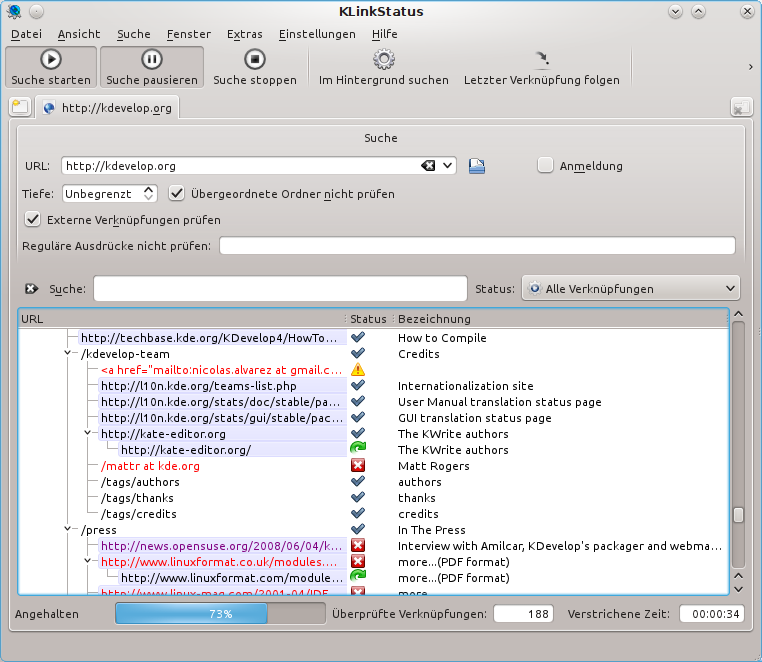 KLinkStatus
Datei Ansicht Suche Fenster Extras Einstellungen Hilfe
Suche starten Suche pausieren Suche stoppen Im Hintergrund suchen Letzter Verknüpfung folgen
http://kdevelop.org
Suche
URL: http://kdevelop.org Anmeldung
Tiefe: Unbegrenzt Übergeordnete Ordner nicht prüfen
Externe Verknüpfungen prüfen
Reguläre Ausdrücke nicht prüfen:
Suche: Status: Alle Verknüpfungen
URL Status Bezeichnung
http://techbase.kde.org/KDevelop4/HowTo... How to Compile
/kdevelop-team Credits
<a href="mailto:nicolas.alvarez at gmail.c...
http://l10n.kde.org/teams-list.php Internationalization site
http://l10n.kde.org/stats/doc/stable/pa... User Manual translation status page
http://l10n.kde.org/stats/gui/stable/pac... GUI translation status page
http://kate-editor.org The KWrite authors
http://kate-editor.org/ The KWrite authors
/mattr at kde.org Matt Rogers
/tags/authors authors
/tags/thanks thanks
/tags/credits credits
/press In The Press
http://news.opensuse.org/2008/06/04/k... Interview with Amilcar, KDevelop's packager and webma...
http://www.linuxformat.co.uk/modules.... more...(PDF format)
http://www.linuxformat.com/module... more...(PDF format)
http://www.linux-mag.com/2001-04/IDE... more...
Angehalten 73% Überprüfte Verknüpfungen: 188 Verstrichene Zeit: 00:00:34